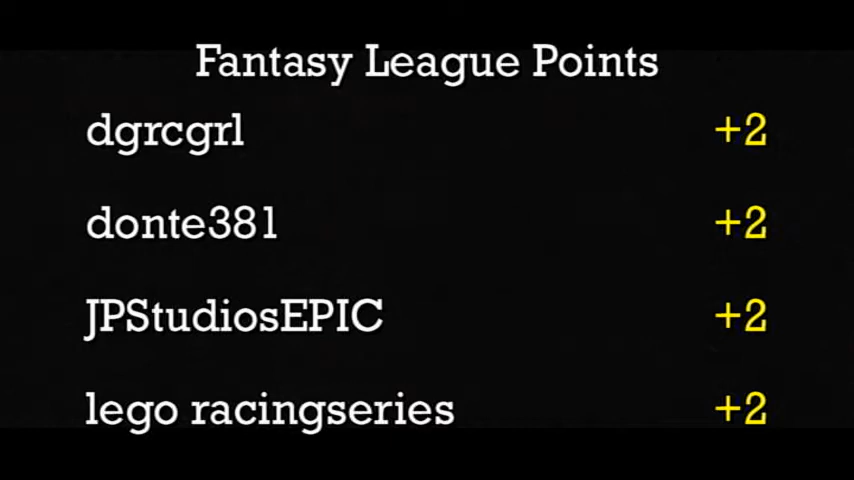 Fantasy League Points
dgrcgrl +2
donte381 +2
JPStudiosEPIC +2
lego racingseries +2